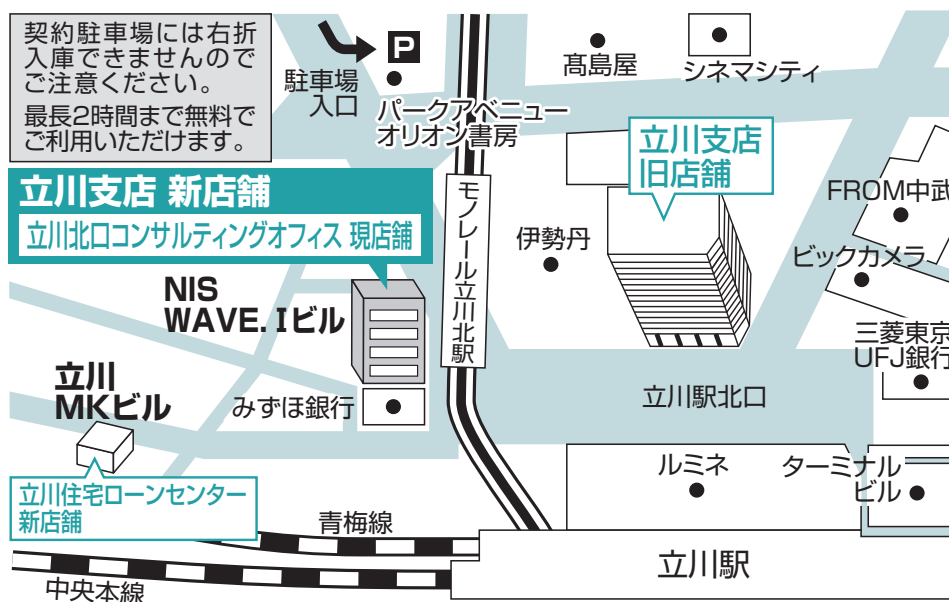 契約駐車場には右折
入庫できませんので
ご注意ください。
最長2時間まで無料で
ご利用いただけます。
P
駐車場
入口
パークアベニュー
オリオン書房
髙島屋
シネマシティ
立川支店
旧店舗
立川支店 新店舗
立川北口コンサルティングオフィス 現店舗
モノレール立川北駅
伊勢丹
FROM中武
ビックカメラ
NIS
WAVE.Iビル
三菱東京
UFJ銀行
立川
MKビル
みずほ銀行
立川駅北口
ルミネ
ターミナル
ビル
立川住宅ローンセンター
新店舗
青梅線
立川駅
中央本線